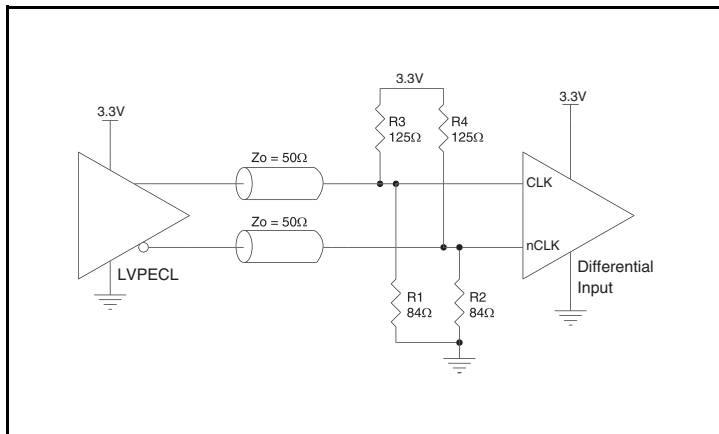 3.3V
3.3V
3.3V
R3
125Ω
R4
125Ω
Zo = 50Ω
CLK
Zo = 50Ω
nCLK
LVPECL
Differential
Input
R1
84Ω
R2
84Ω